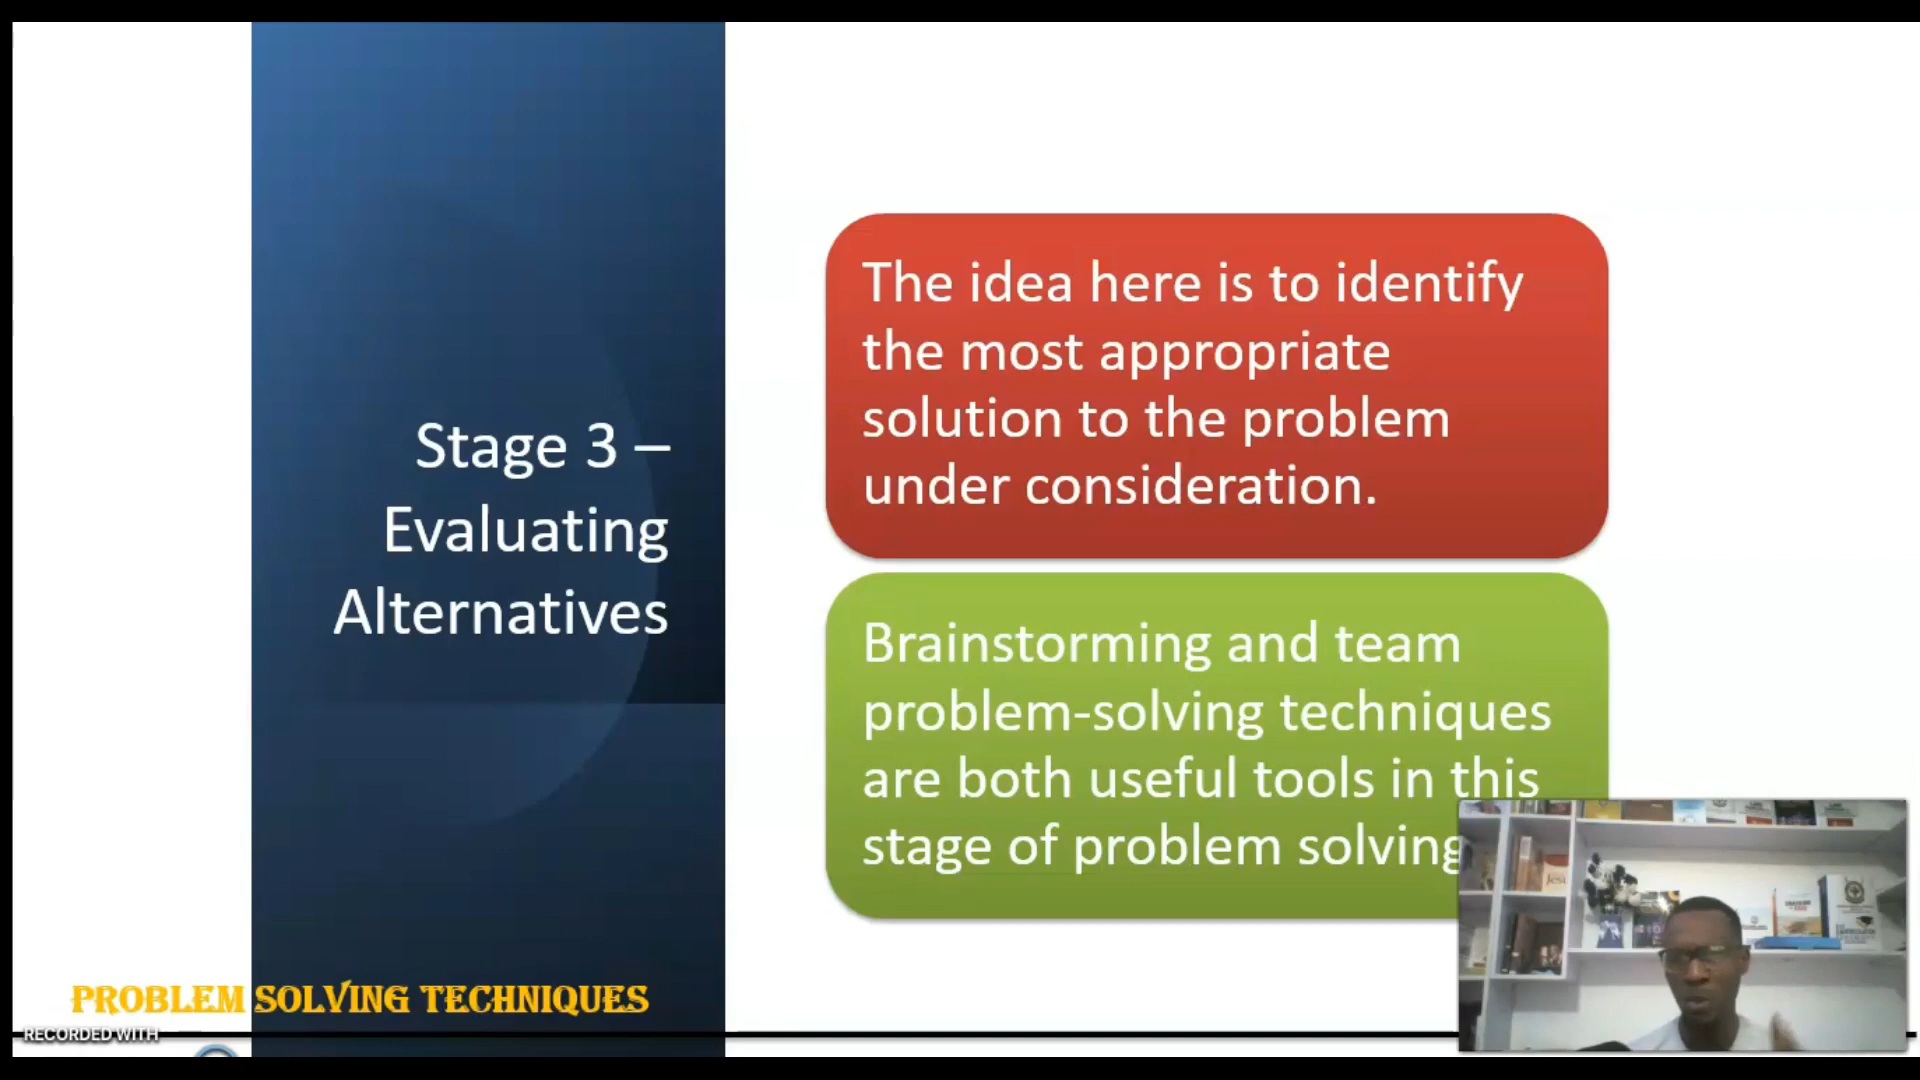 Stage 3 –
Evaluating
Alternatives
The idea here is to identify
the most appropriate
solution to the problem
under consideration.
Brainstorming and team
problem-solving techniques
are both useful tools in this
stage of problem solving
PROBLEM SOLVING TECHNIQUES
RECORDED WITH